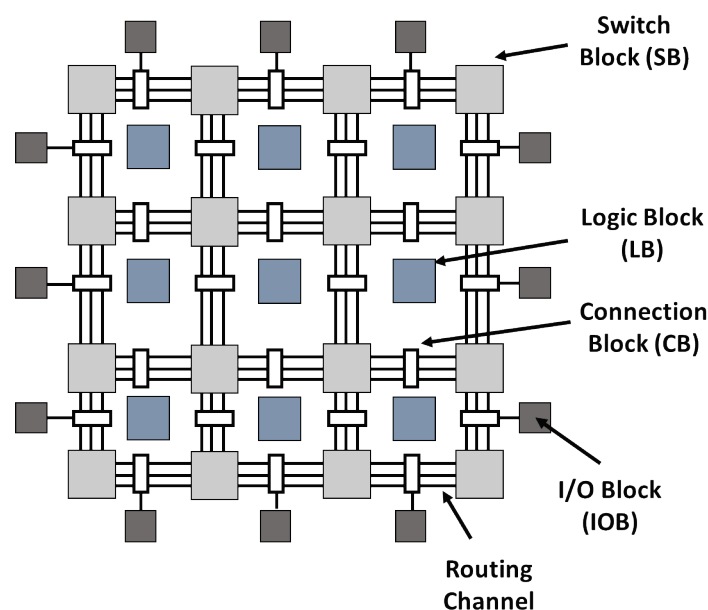 Switch
Block (SB)
Logic Block
(LB)
Connection
Block (CB)
I/O Block
(IOB)
Routing
Channel